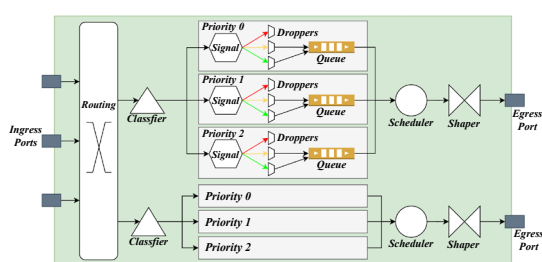 Priority 0
Signal
Droppers
Queue
Priority 1
Signal
Droppers
Queue
Priority 2
Signal
Droppers
Queue
Routing
Ingress
Ports
Classfier
Scheduler
Shaper
Egress
Port
Priority 0
Priority 1
Priority 2
Classfier
Scheduler
Shaper
Egress
Port